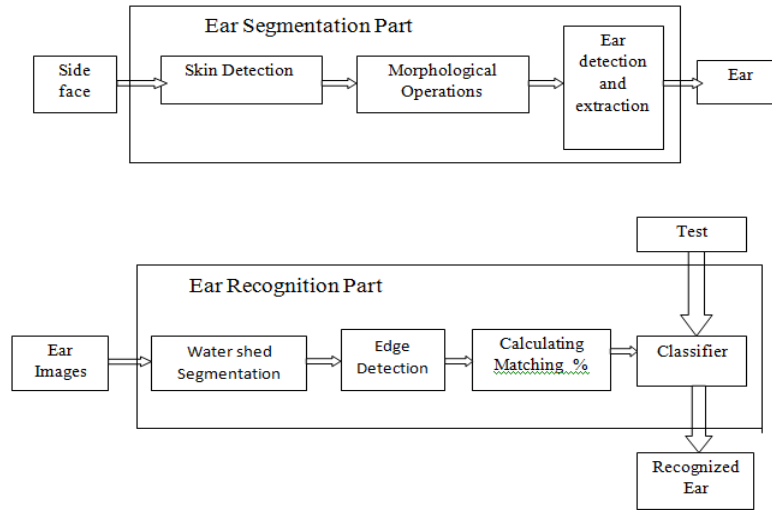 Ear Segmentation Part
Side
face
Skin Detection
Morphological
Operations
Ear
detection
and
extraction
Ear
Test
Ear Recognition Part
Ear
Images
Water shed
Segmentation
Edge
Detection
Calculating
Matching %
Classifier
Recognized
Ear